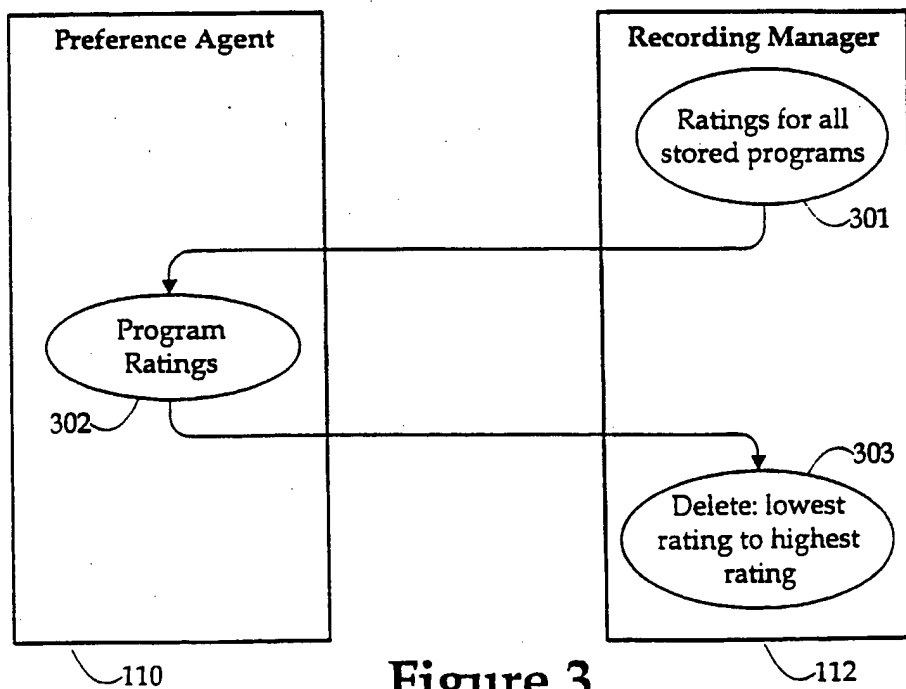 Preference Agent
Recording Manager
Ratings for all
stored programs
301
Program
Ratings
302
303
Delete: lowest
rating to highest
rating
110
112
Figure 3